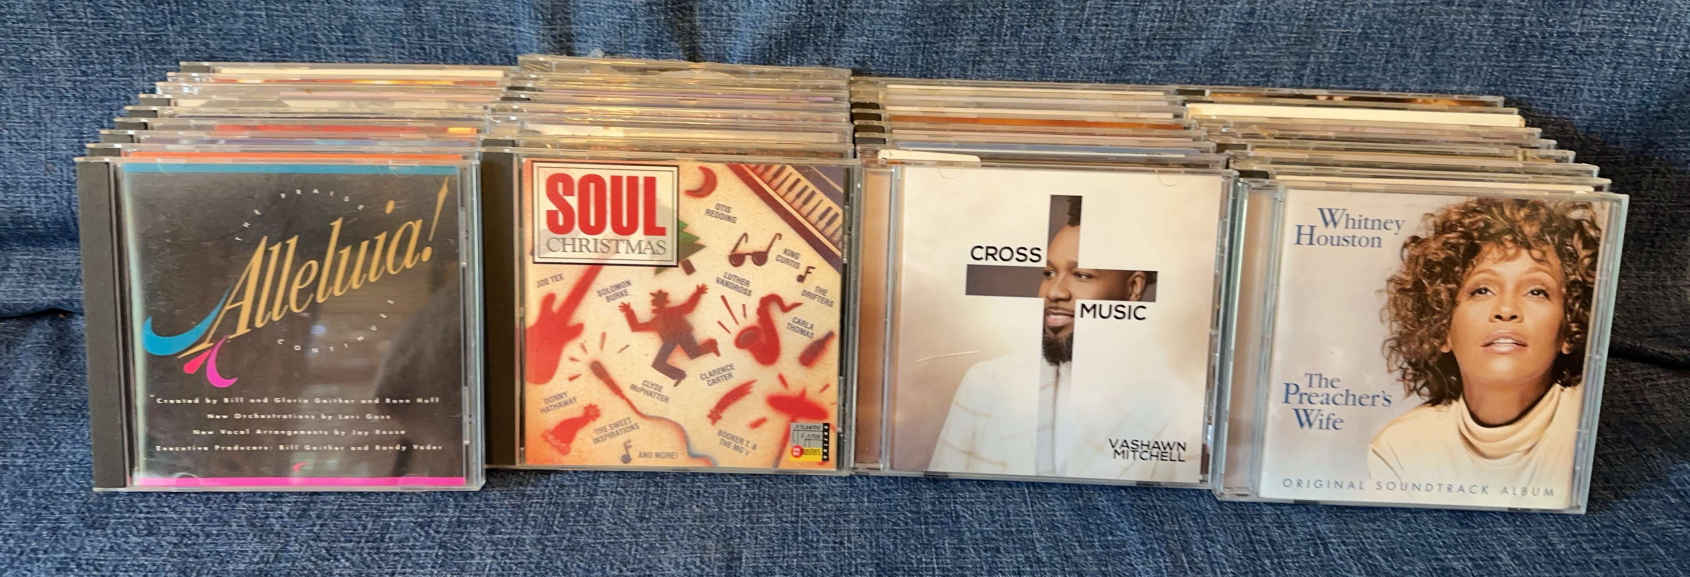 THE PRAISE
Alleluia!
CONTINUES
Created by Bill and Gloria Gaither and Ronn Huff
New Orchestrations by Lari Goss
New Vocal Arrangements by Jay Rouse
Executive Producers: Bill Gaither and Randy Vader
SOUL
CHRISTMAS
OTIS
REDDING
KING
CURTIS
THE
DRIFTERS
JOE TEX
SOLOMON
BURKE
LUTHER
VANDROSS
CARLA
THOMAS
CLARENCE
CARTER
CLYDE
McPHATTER
DONNY
HATHAWAY
THE SWEET
INSPIRATIONS
BOOKER T. &
THE MG's
AND MORE!
CROSS
MUSIC
VASHAWN
MITCHELL
Whitney
Houston
The
Preacher's
Wife
ORIGINAL SOUNDTRACK ALBUM